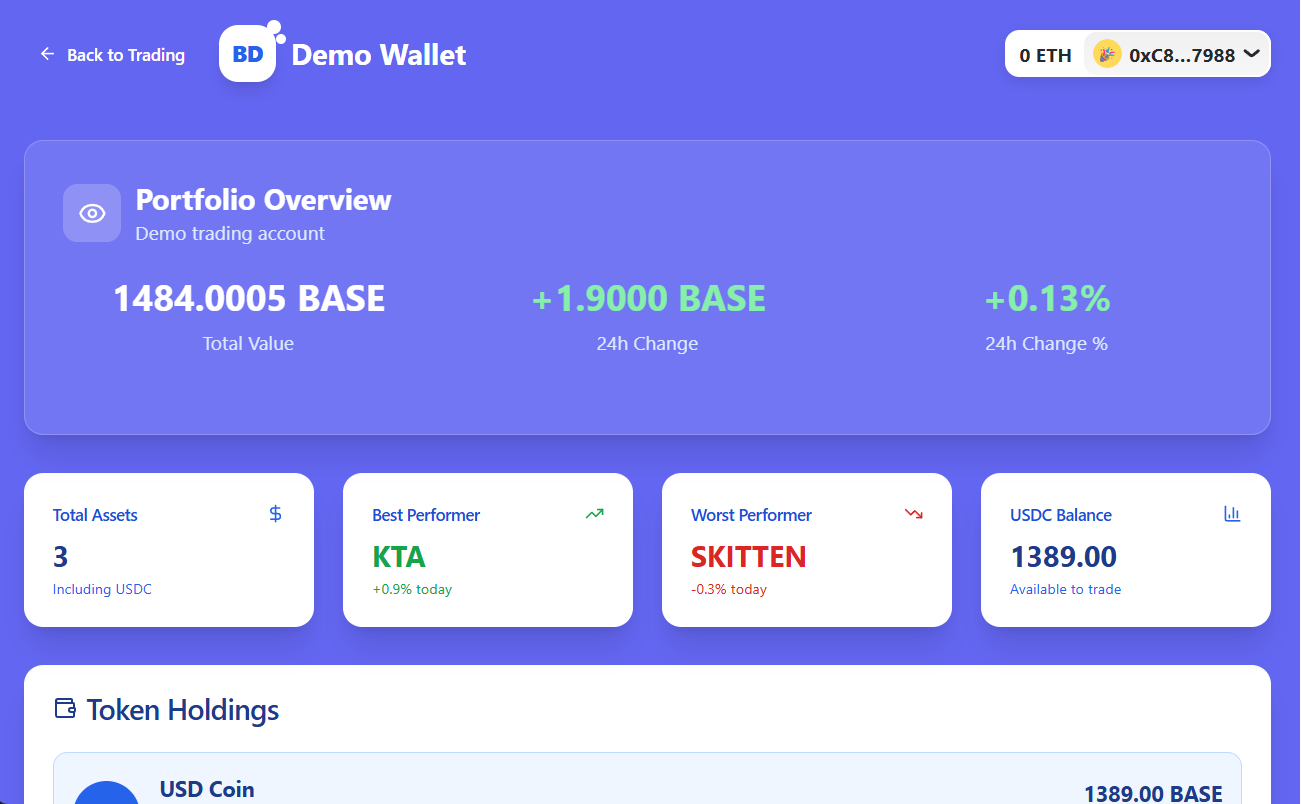 Back to Trading
BD
Demo Wallet
0 ETH
0xC8...7988
Portfolio Overview
Demo trading account
1484.0005 BASE
Total Value
+1.9000 BASE
24h Change
+0.13%
24h Change %
Total Assets
3
Including USDC
Best Performer
KTA
+0.9% today
Worst Performer
SKITTEN
-0.3% today
USDC Balance
1389.00
Available to trade
Token Holdings
USD Coin
1389.00 BASE